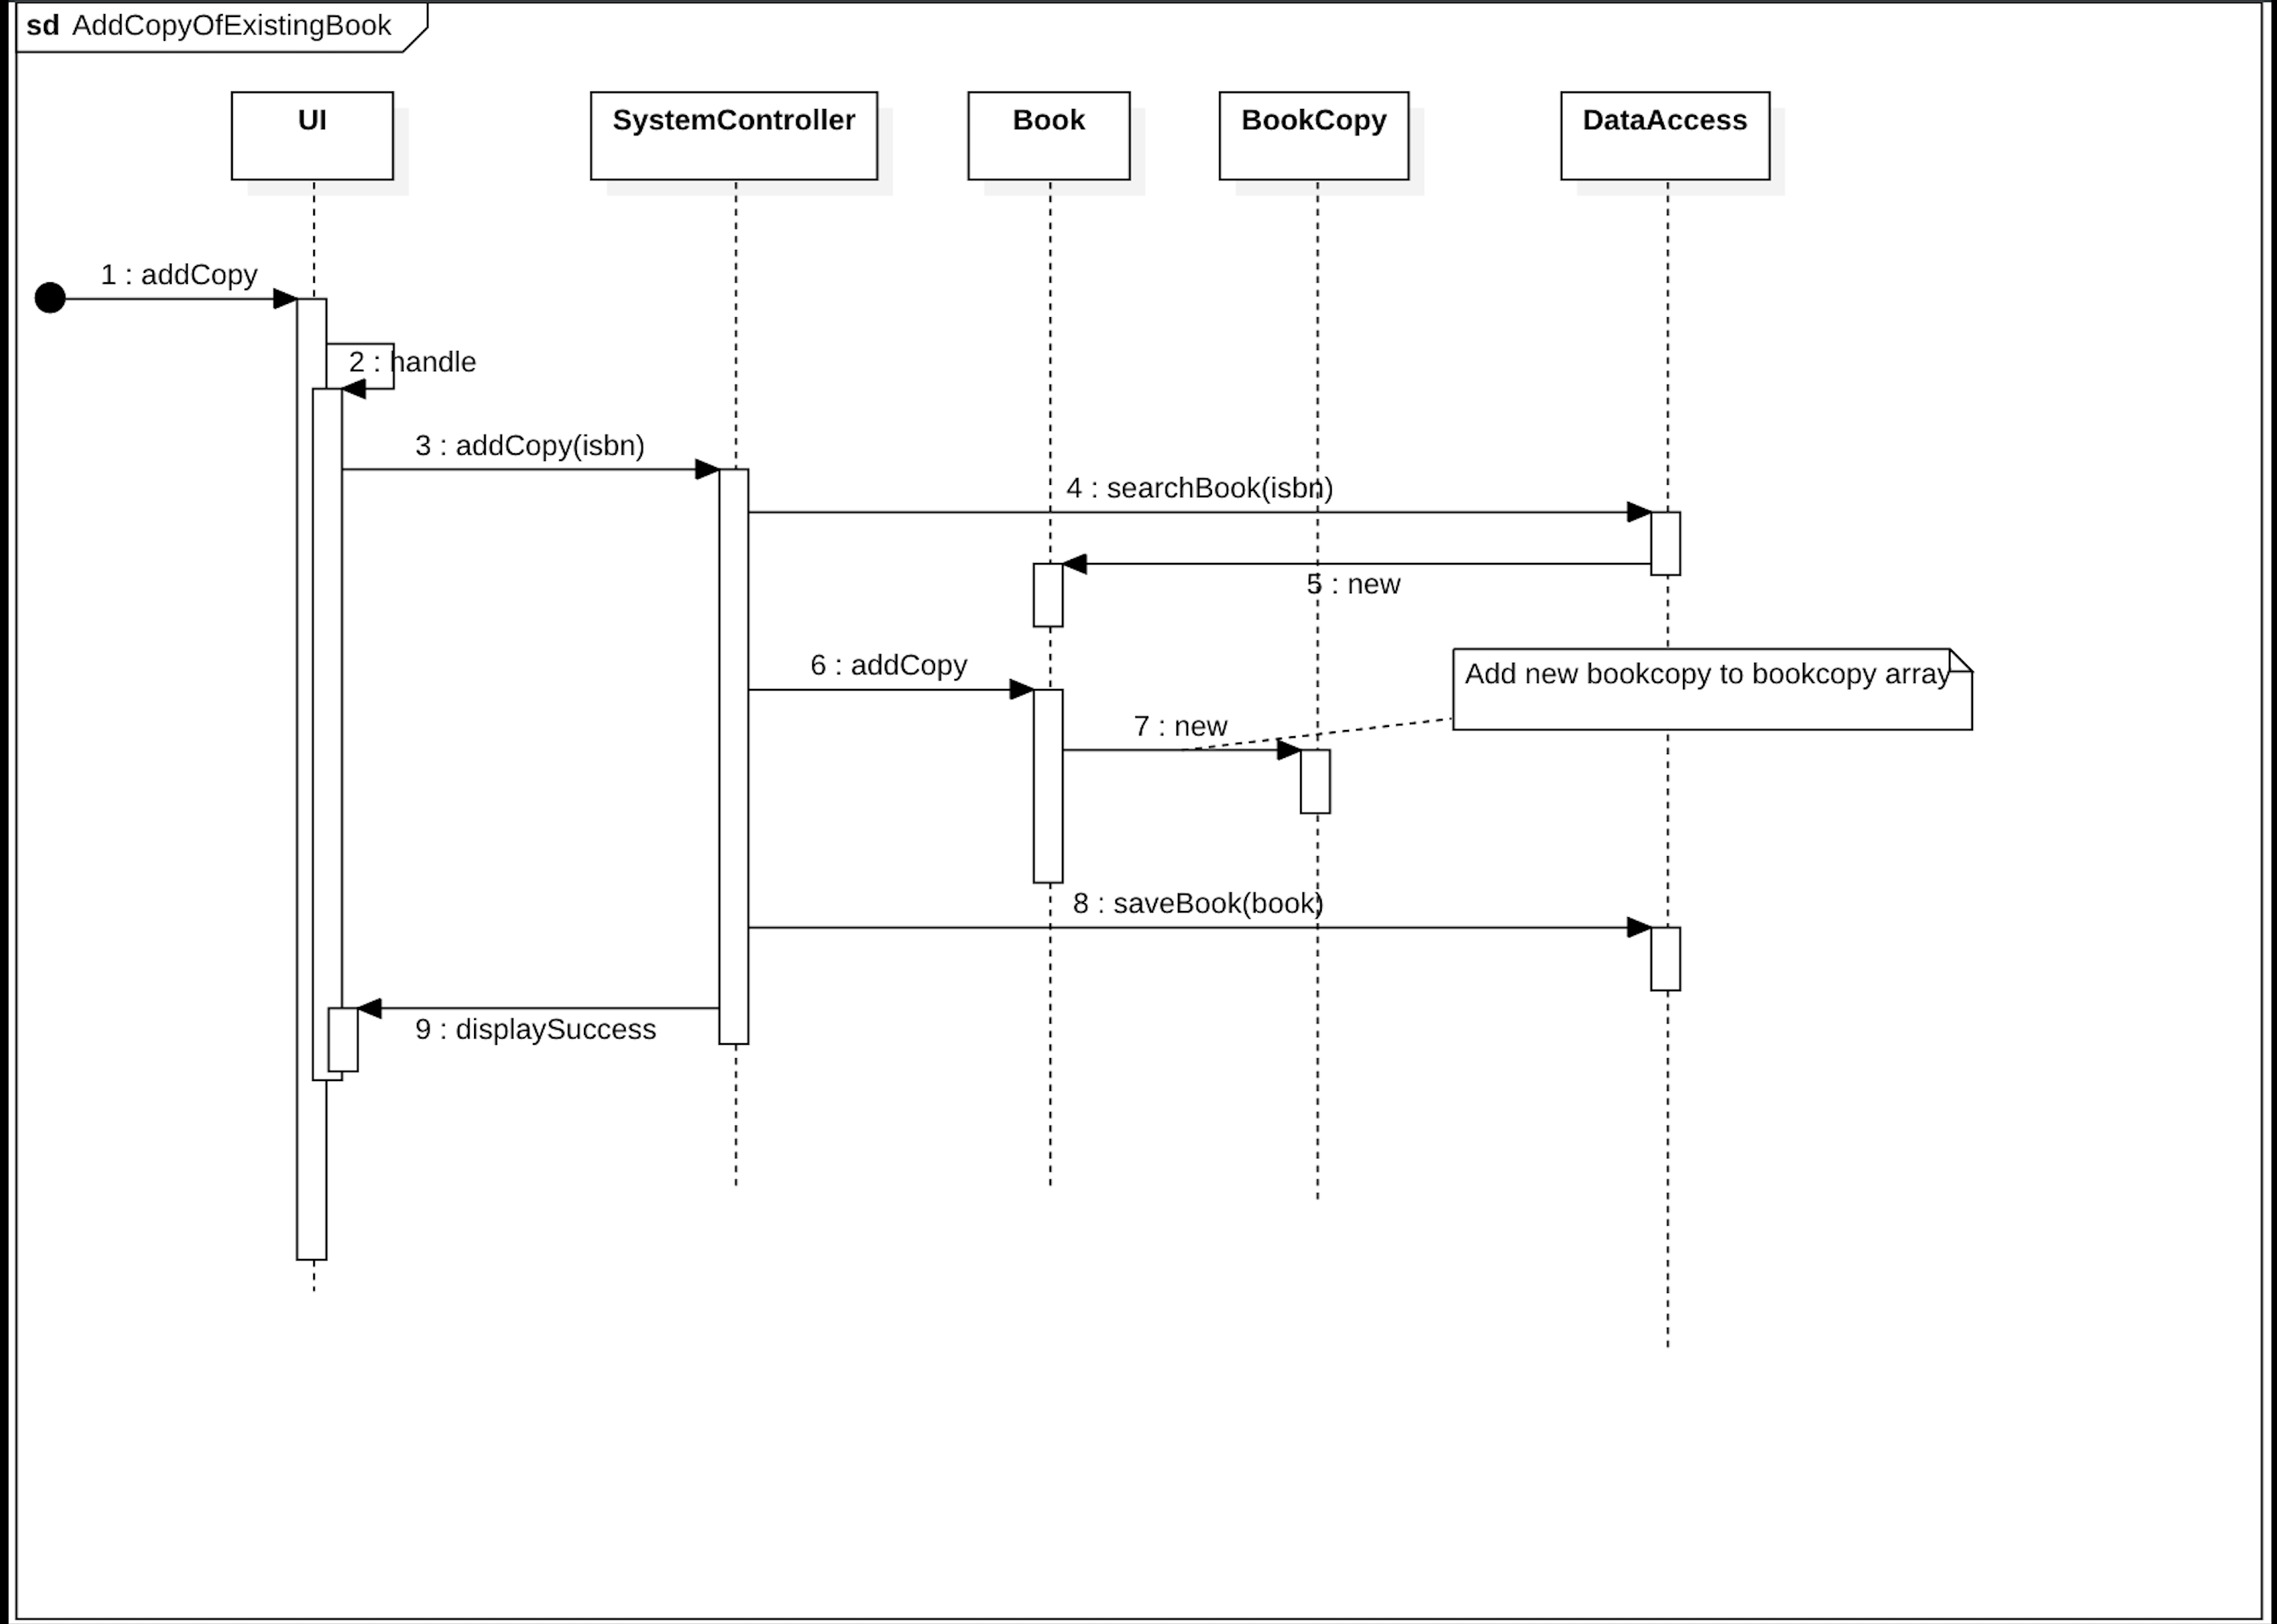 sd AddCopyOfExistingBook
UI
SystemController
Book
BookCopy
DataAccess
1 : addCopy
2 : handle
3 : addCopy(isbn)
4 : searchBook(isbn)
5 : new
6 : addCopy
Add new bookcopy to bookcopy array
7 : new
8 : saveBook(book)
9 : displaySuccess